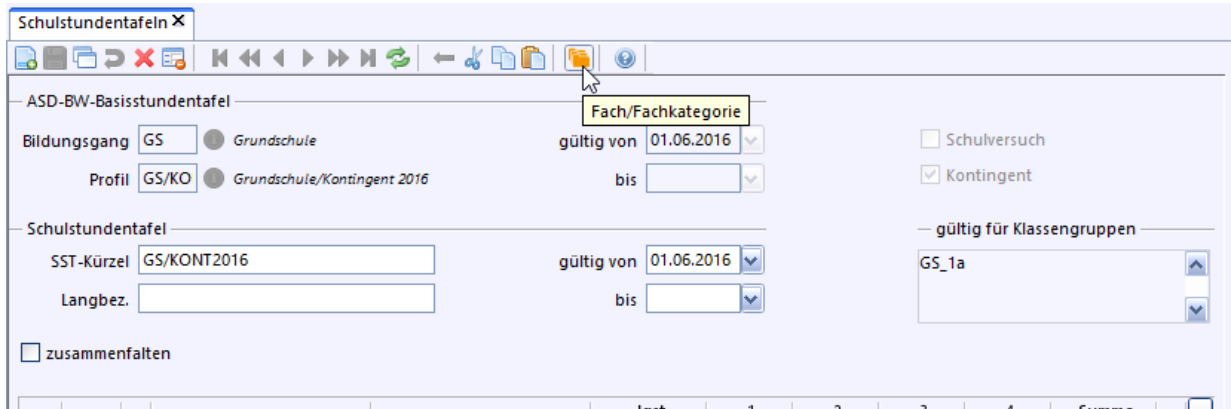 Schulstundentafeln X
Fach/Fachkategorie
ASD-BW-Basisstundentafel
Bildungsgang GS Grundschule gültig von 01.06.2016 Schulversuch
Profil GS/KO Grundschule/Kontingent 2016 bis Kontingent
Schulstundentafel gültig für Klassengruppen
SST-Kürzel GS/KONT2016 gültig von 01.06.2016 GS_1a
Langbez. bis
zusammenfalten